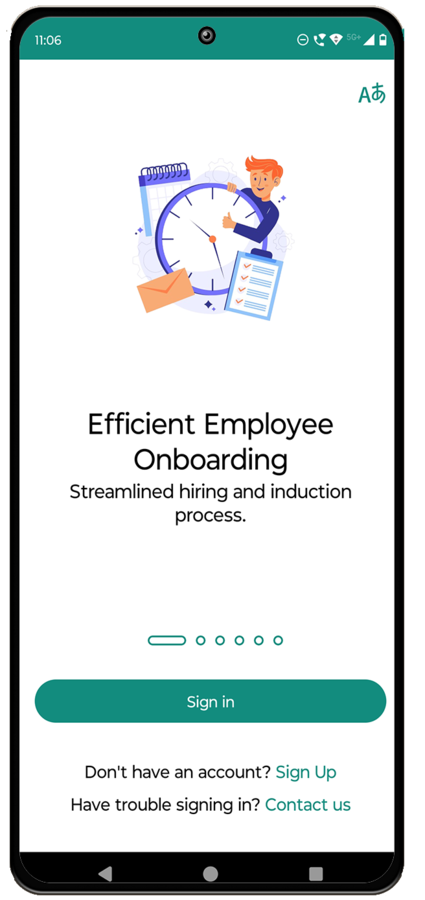 11:06
5G+
Aあ
Efficient Employee
Onboarding
Streamlined hiring and induction
process.
Sign in
Don't have an account? Sign Up
Have trouble signing in? Contact us